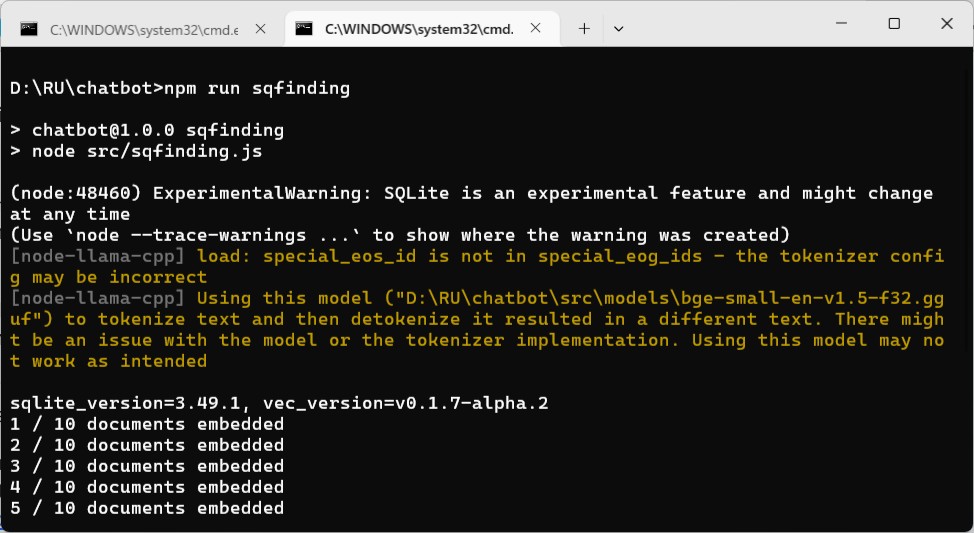 C:\WINDOWS\system32\cmd.e
C:\WINDOWS\system32\cmd.
D:\RU\chatbot>npm run sqfinding
> chatbot@1.0.0 sqfinding
> node src/sqfinding.js
(node:48460) ExperimentalWarning: SQLite is an experimental feature and might change
at any time
(Use `node --trace-warnings ...` to show where the warning was created)
[node-llama-cpp] load: special_eos_id is not in special_eog_ids - the tokenizer confi
g may be incorrect
[node-llama-cpp] Using this model ("D:\RU\chatbot\src\models\bge-small-en-v1.5-f32.gg
uf") to tokenize text and then detokenize it resulted in a different text. There migh
t be an issue with the model or the tokenizer implementation. Using this model may no
t work as intended
sqlite_version=3.49.1, vec_version=v0.1.7-alpha.2
1 / 10 documents embedded
2 / 10 documents embedded
3 / 10 documents embedded
4 / 10 documents embedded
5 / 10 documents embedded